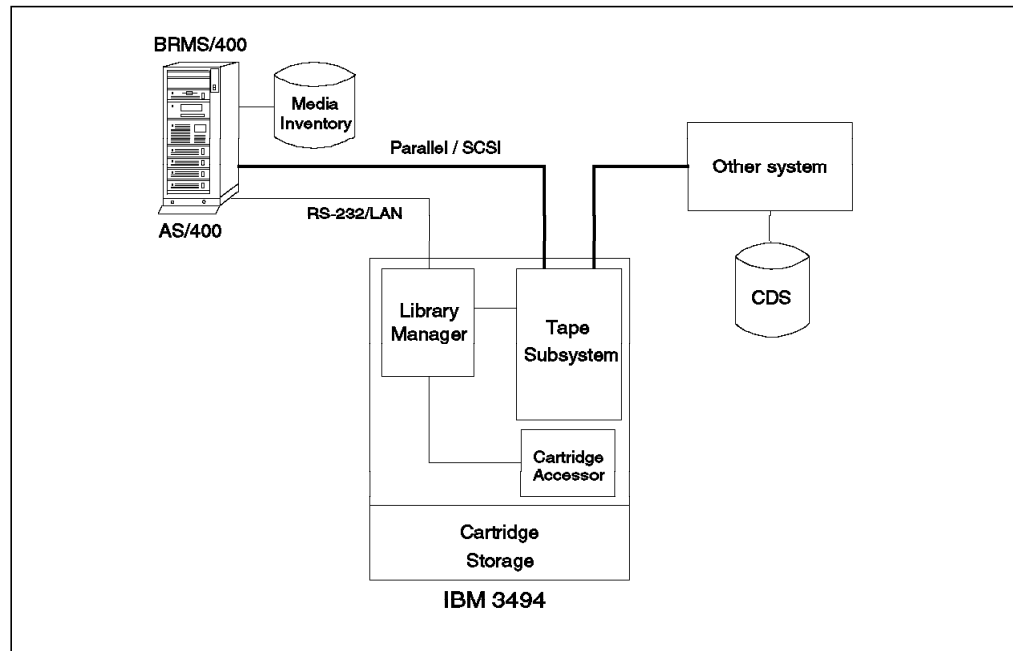 BRMS/400
Media
Inventory
Parallel / SCSI
Other system
RS-232/LAN
AS/400
CDS
Library
Manager
Tape
Subsystem
Cartridge
Accessor
Cartridge
Storage
IBM 3494